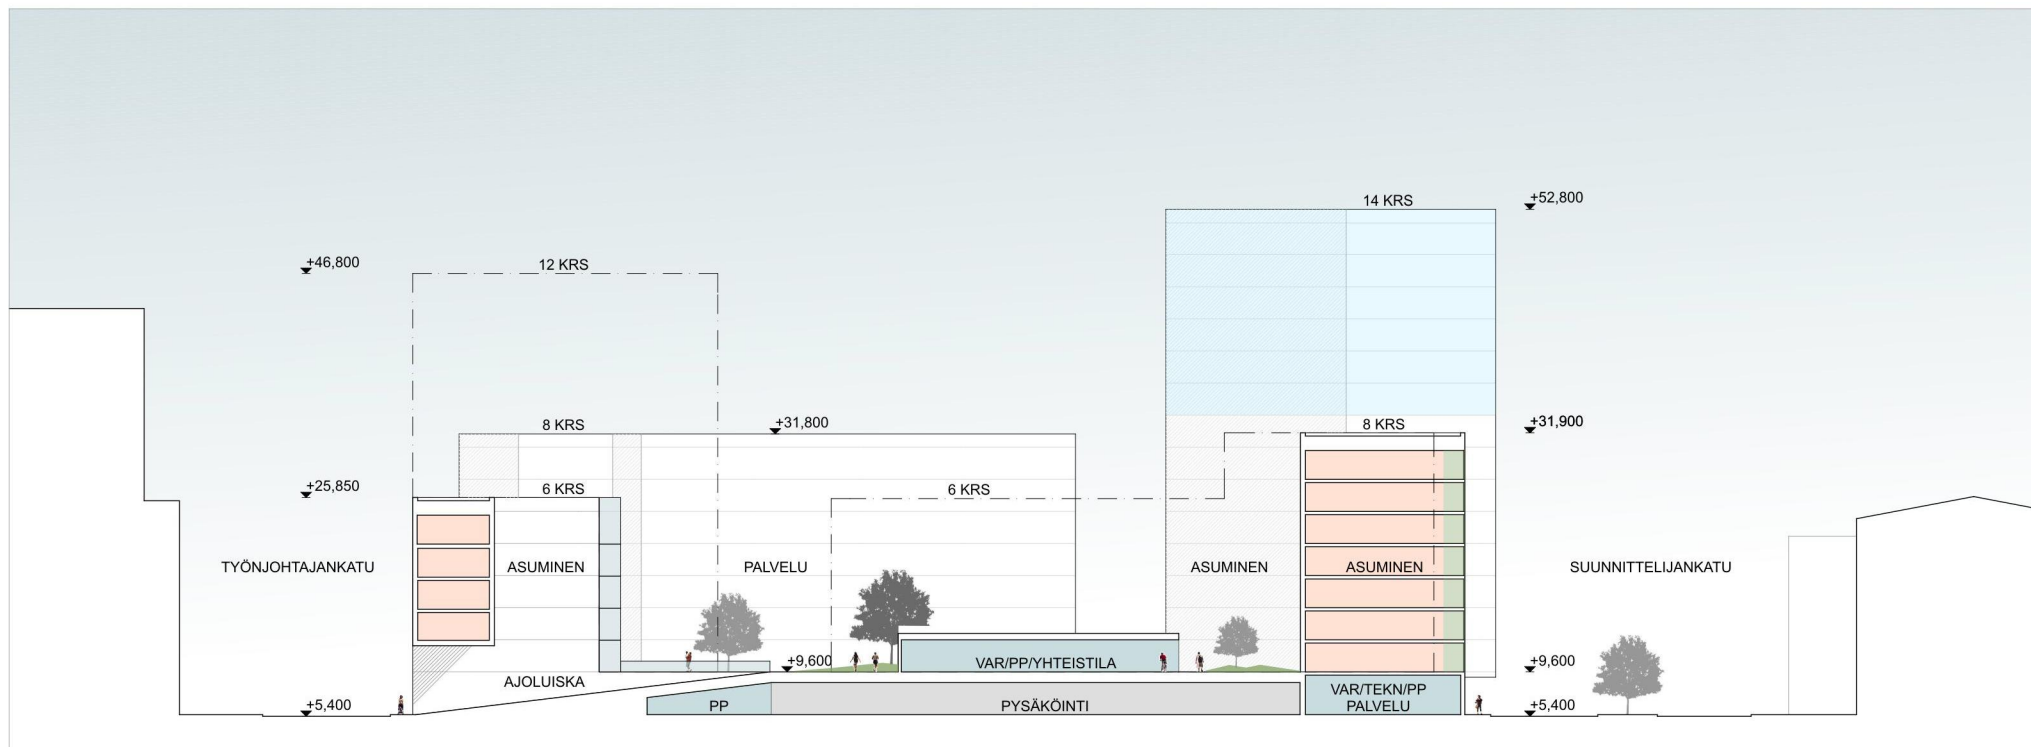 14 KRS
+52,800
+46,800
12 KRS
8 KRS
+31,800
8 KRS
+31,900
+25,850
6 KRS
6 KRS
TYÖNJOHTAJANKATU
ASUMINEN
PALVELU
ASUMINEN
ASUMINEN
SUUNNITTELIJANKATU
+9,600
VAR/PP/YHTEISTILA
+9,600
AJOLUISKA
+5,400
PP
PYSÄKÖINTI
VAR/TEKN/PP
PALVELU
+5,400